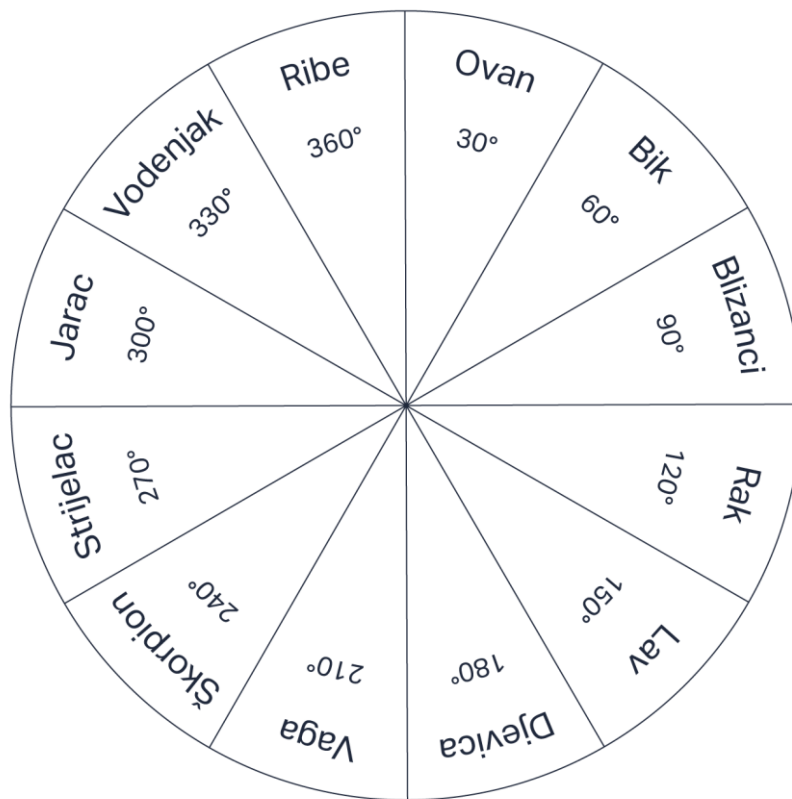 Ovan
30°
Bik
60°
Blizanci
90°
Rak
120°
Lav
150°
Djevica
180°
Vaga
210°
Škorpion
240°
Strijelac
270°
Jarac
300°
Vodenjak
330°
Ribe
360°